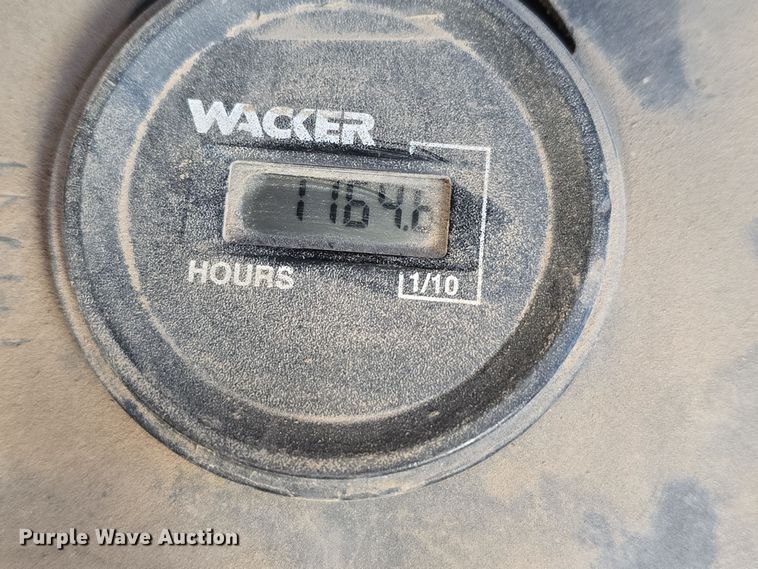 WACKER
1164.6
HOURS
1/10
Purple Wave Auction